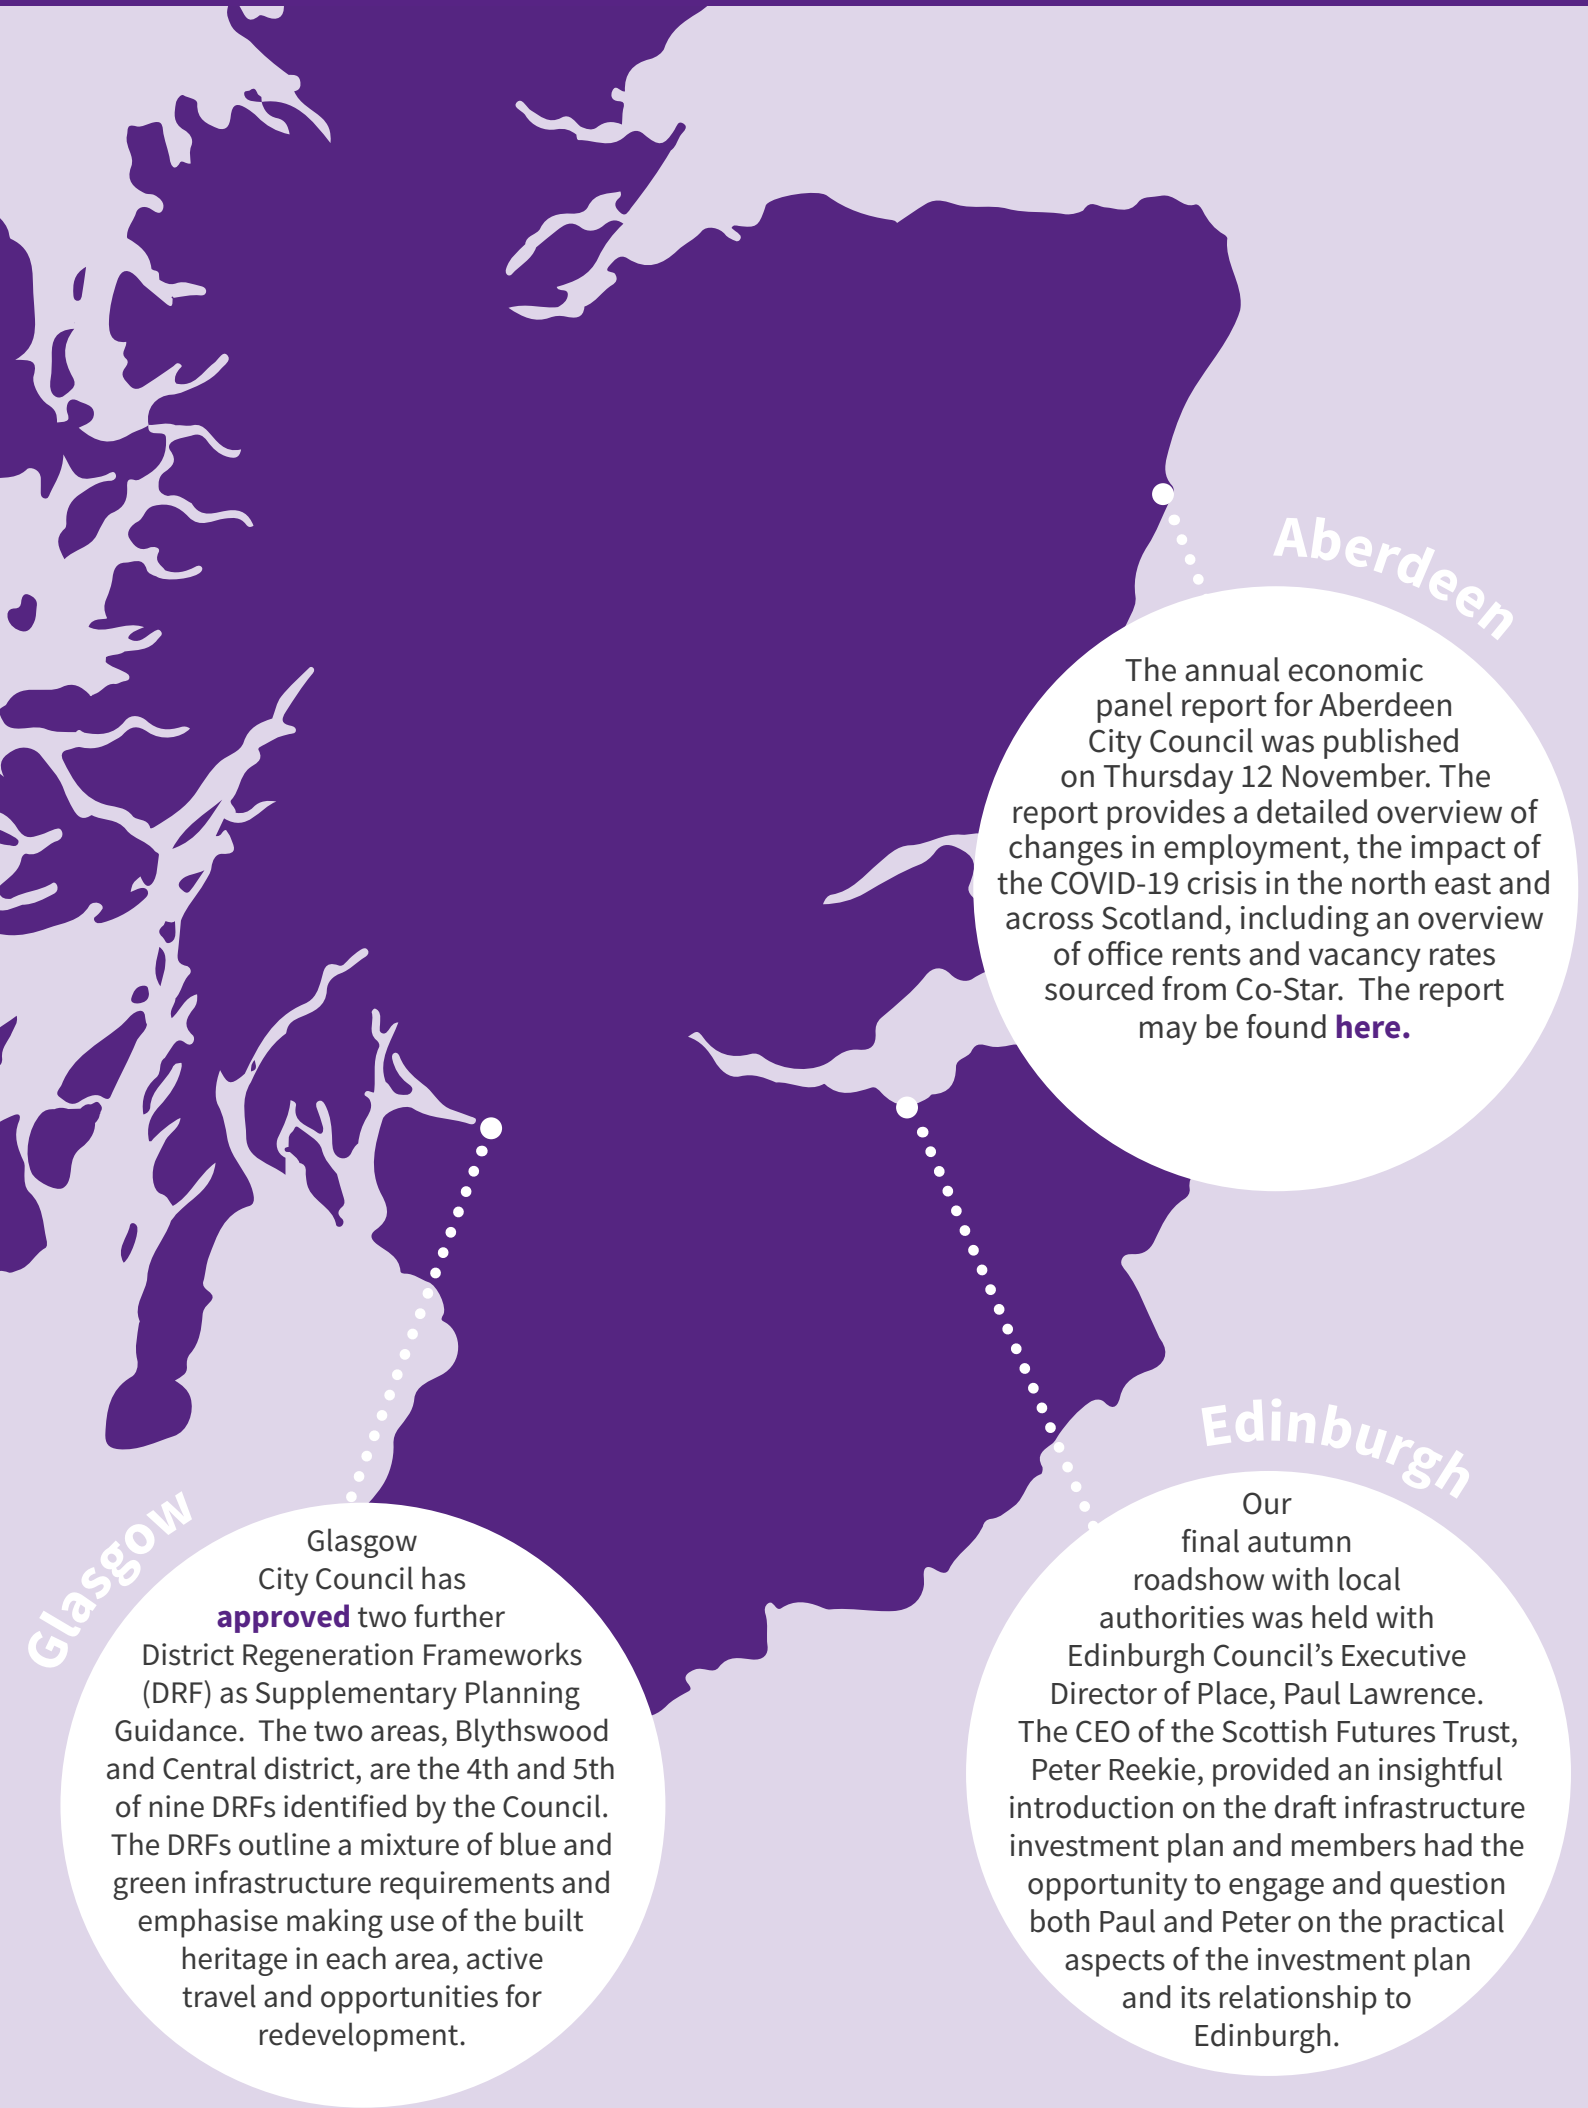 Aberdeen
The annual economic
panel report for Aberdeen
City Council was published
on Thursday 12 November. The
report provides a detailed overview of
changes in employment, the impact of
the COVID-19 crisis in the north east and
across Scotland, including an overview
of office rents and vacancy rates
sourced from Co-Star.  The report
may be found here.
Glasgow
Glasgow
City Council has
approved two further
District Regeneration Frameworks
(DRF) as Supplementary Planning
Guidance.  The two areas, Blythswood
and Central district, are the 4th and 5th
of nine DRFs identified by the Council.
The DRFs outline a mixture of blue and
green infrastructure requirements and
emphasise making use of the built
heritage in each area, active
travel and opportunities for
redevelopment.
Edinburgh
Our
final autumn
roadshow with local
authorities was held with
Edinburgh Council’s Executive
Director of Place, Paul Lawrence.
The CEO of the Scottish Futures Trust,
Peter Reekie, provided an insightful
introduction on the draft infrastructure
investment plan and members had the
opportunity to engage and question
both Paul and Peter on the practical
aspects of the investment plan
and its relationship to
Edinburgh.